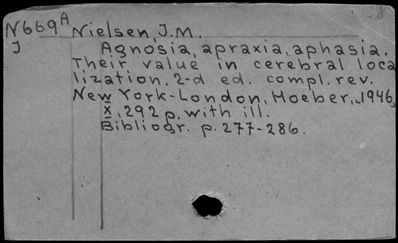 N669A Nielsen, J.M.
J Agnosia, apraxia, aphasia.
Their value in cerebral loca
lization, 2-d ed. compl. rev.
New York-London, Hoeber, 1946,
x, 292 p. with ill.
Bibliogr. p. 277-286.